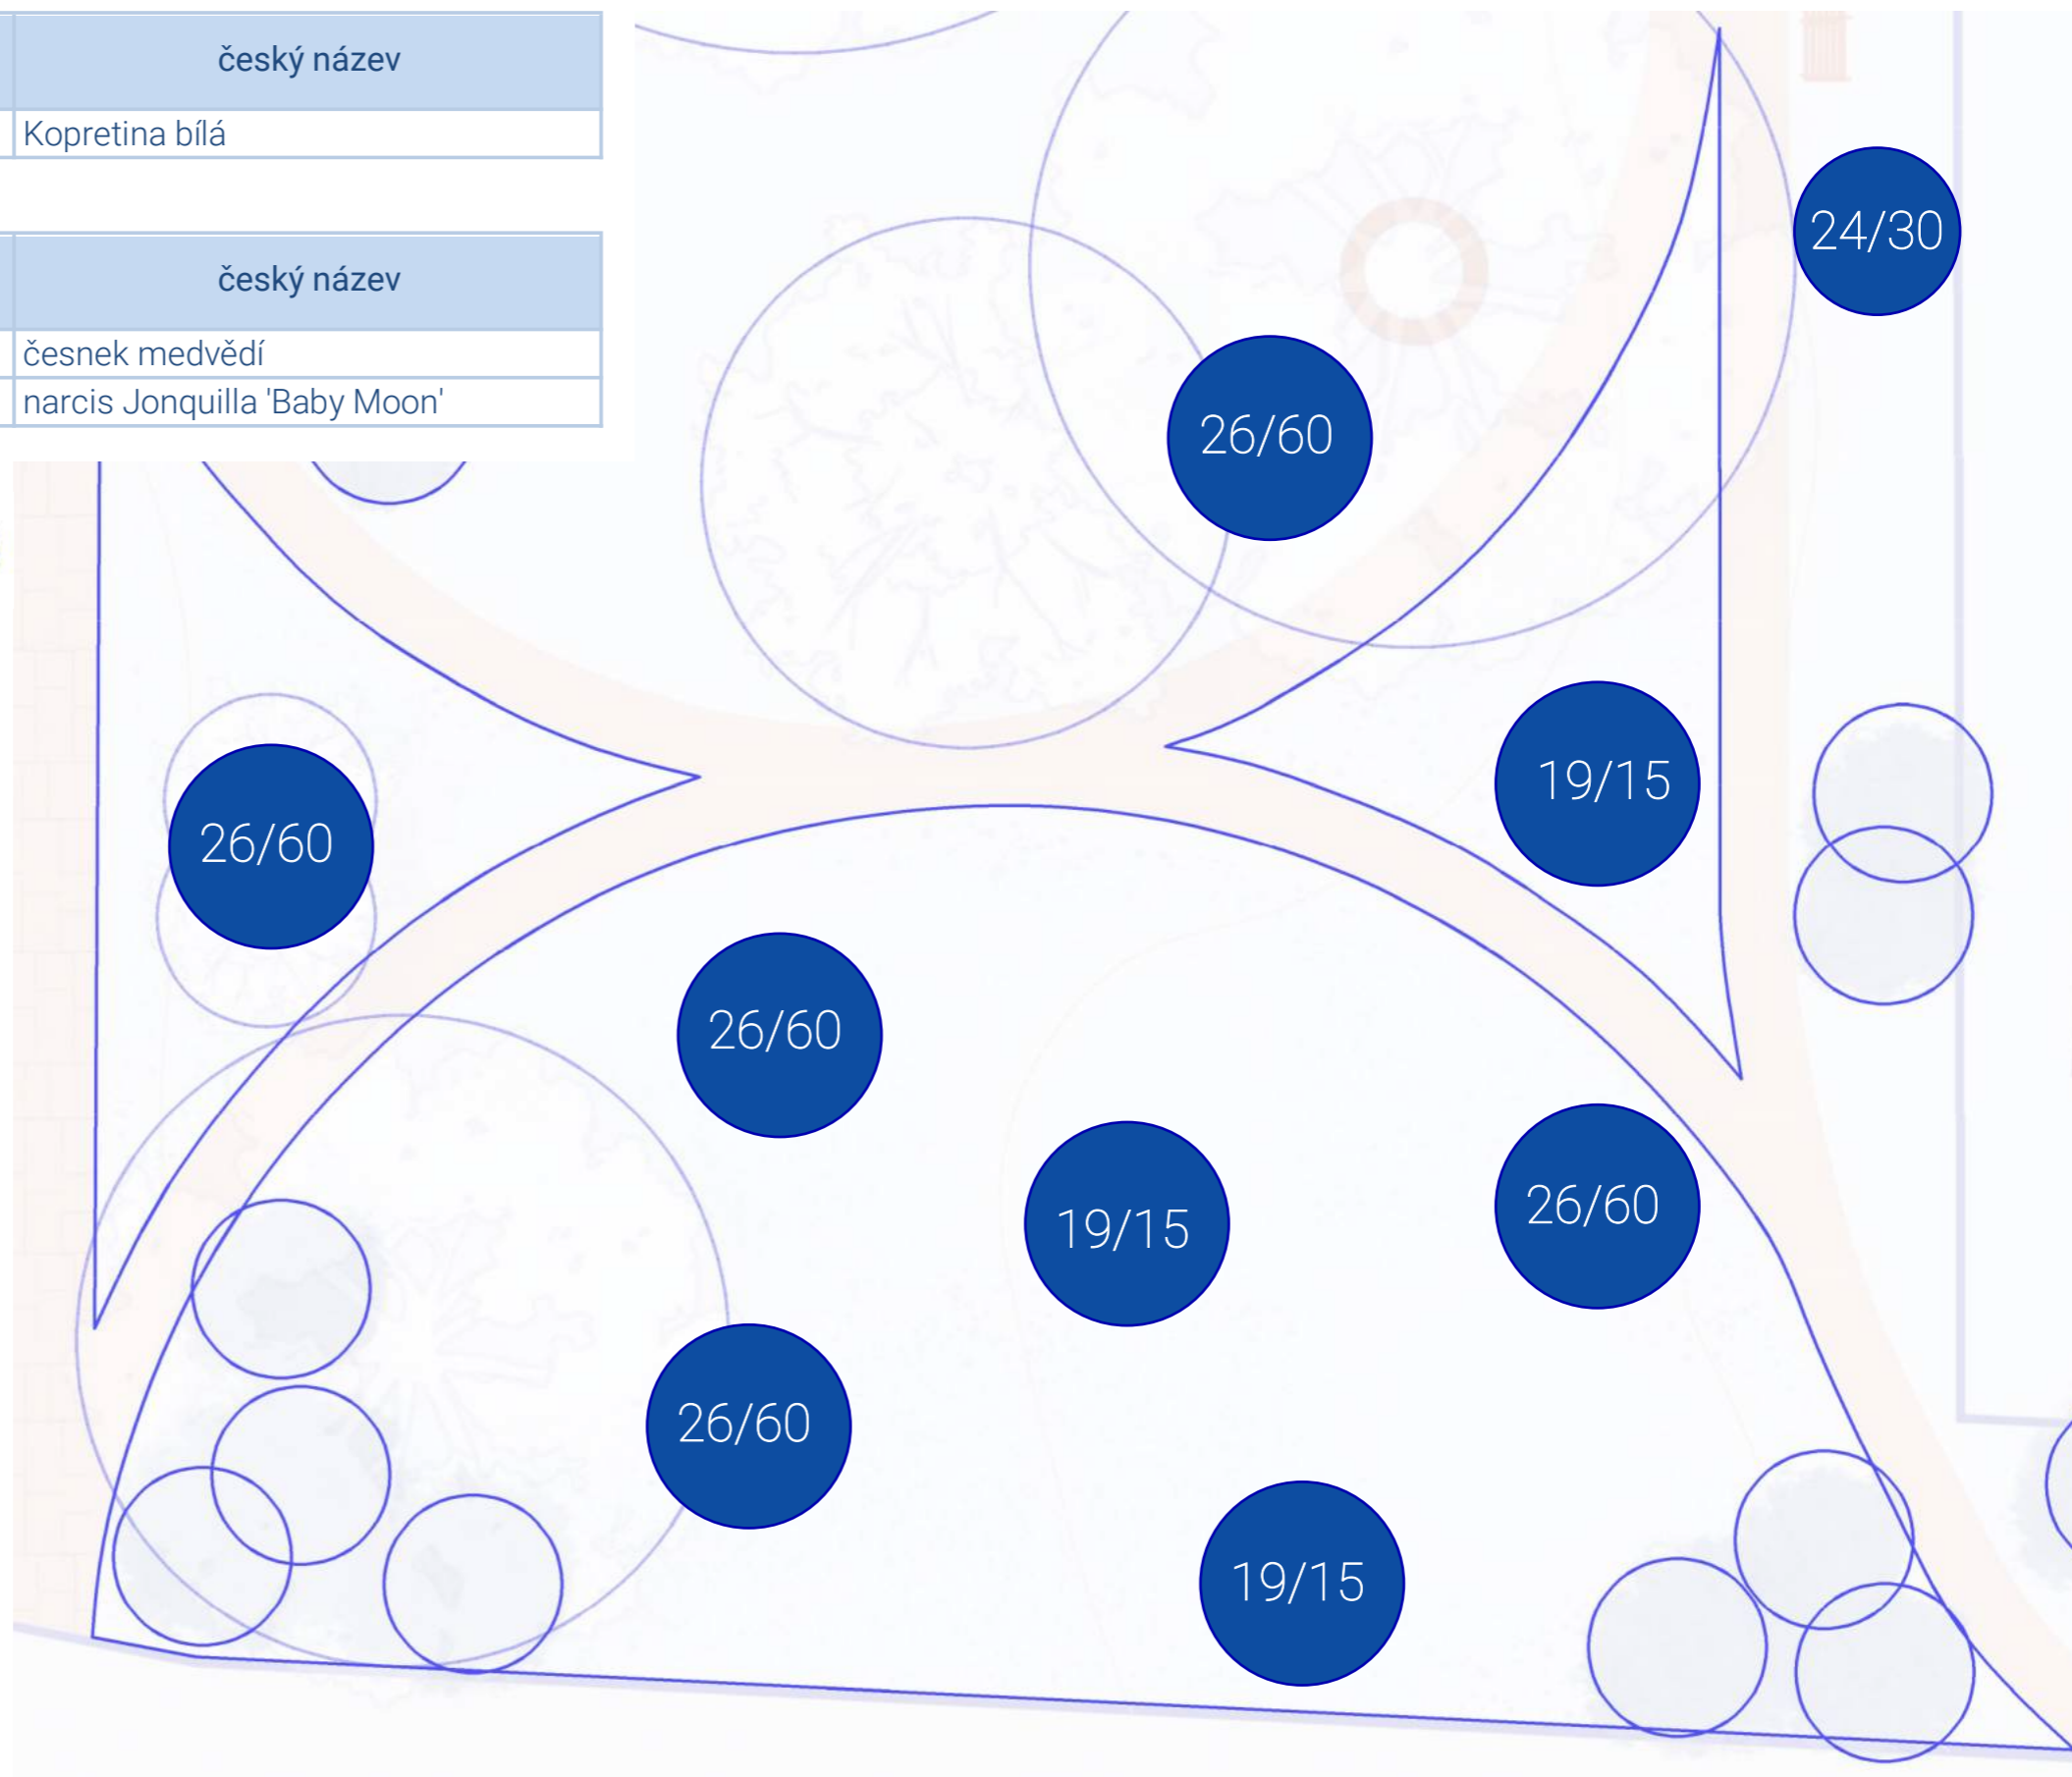 český název
Kopretina bílá
český název
česnek medvědí
narcis Jonquilla 'Baby Moon'
24/30
26/60
19/15
26/60
26/60
19/15
26/60
26/60
19/15